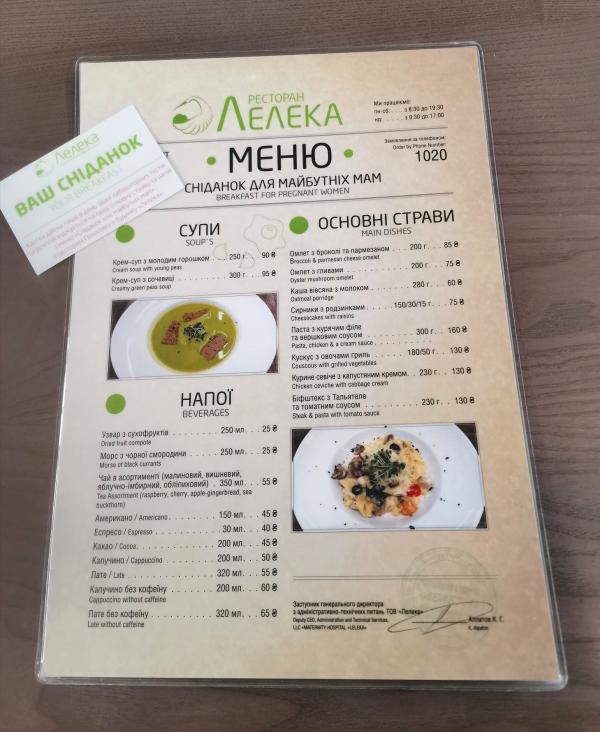 РЕСТОРАН
ЛЕЛЕКА
Ми працюємо:
пн-сб: . . . з 8:30 до 19:30
нд: . . . з 9:30 до 17:00
Замовлення за телефоном:
Order by Phone Number:
1020
• МЕНЮ •
СНІДАНОК ДЛЯ МАЙБУТНІХ МАМ
BREAKFAST FOR PREGNANT WOMEN
Лелека
ВАШ СНІДАНОК
YOUR BREAKFAST
СУПИ
SOUP`S
Крем-суп з молодим горошком . 250 г . . 90 ₴
Cream soup with young peas
Крем-суп з сочевиці . . . . . . . 300 г. . . 95 ₴
Creamy green peas soup
НАПОЇ
BEVERAGES
Узвар з сухофруктів . . . . . . . . . 250 мл. . . 25 ₴
Dried fruit compote
Морс з чорної смородини . . . . . . 250 мл. . . 25 ₴
Morse of black currants
Чай в асортименті (малиновий, вишневий,
яблучно-імбирний, обліпиховий) . 350 мл. . . 55 ₴
Tea Assortment (raspberry, cherry, apple-gingerbread, sea
buckthorn)
Американо / Americano . . . . . . . . . 150 мл. . . 45 ₴
Еспресо / Espresso . . . . . . . . . . . . 30 мл. . . 40 ₴
Какао / Cocoa. . . . . . . . . . . . . . . 200 мл. . . 45 ₴
Капучино / Cappuccino . . . . . . . . . 200 мл. . . 50 ₴
Лате / Late . . . . . . . . . . . . . . . . 320 мл. . . 55 ₴
Капучино без кофеїну . . . . . . . . . 200 мл. . . 60 ₴
Cappuccino without caffeine
Лате без кофеїну . . . . . . . . . . . . 320 мл. . . 65 ₴
Late without caffeine
ОСНОВНІ СТРАВИ
MAIN DISHES
Омлет з броколі та пармезаном . . . 200 г. . . 85 ₴
Broccoli & parmesan cheese omelet
Омлет з гливами . . . . . . . . . . . 200 г. . . 75 ₴
Oyster mushroom omelet
Каша вівсяна з молоком . . . . . . . 280 г. . . 60 ₴
Oatmeal porridge
Сирники з родзинками . . . . . 150/30/15 г. . . 75 ₴
Cheesecakes with raisins
Паста з курячим філе
та вершковим соусом . . . . . . . . . 300 г. . . 160 ₴
Pasta, chicken & a cream sauce
Кускус з овочами гриль . . . . . . 180/50 г. . . 130 ₴
Couscous with grilled vegetables
Курине севіче з капустяним кремом. . 230 г. . . 130 ₴
Chicken ceviche with cabbage cream
Біфштекс з Тальятеле
та томатним соусом . . . . . . . . . 230 г. . . 130 ₴
Steak & pasta with tomato sauce
Заступник генерального директора
з адміністративно-технічних питань ТОВ «Лелека»
Deputy CEO, Administration and Technical Services,
LLC «MATERNITY HOSPITAL «LELEKA»
К. Г.